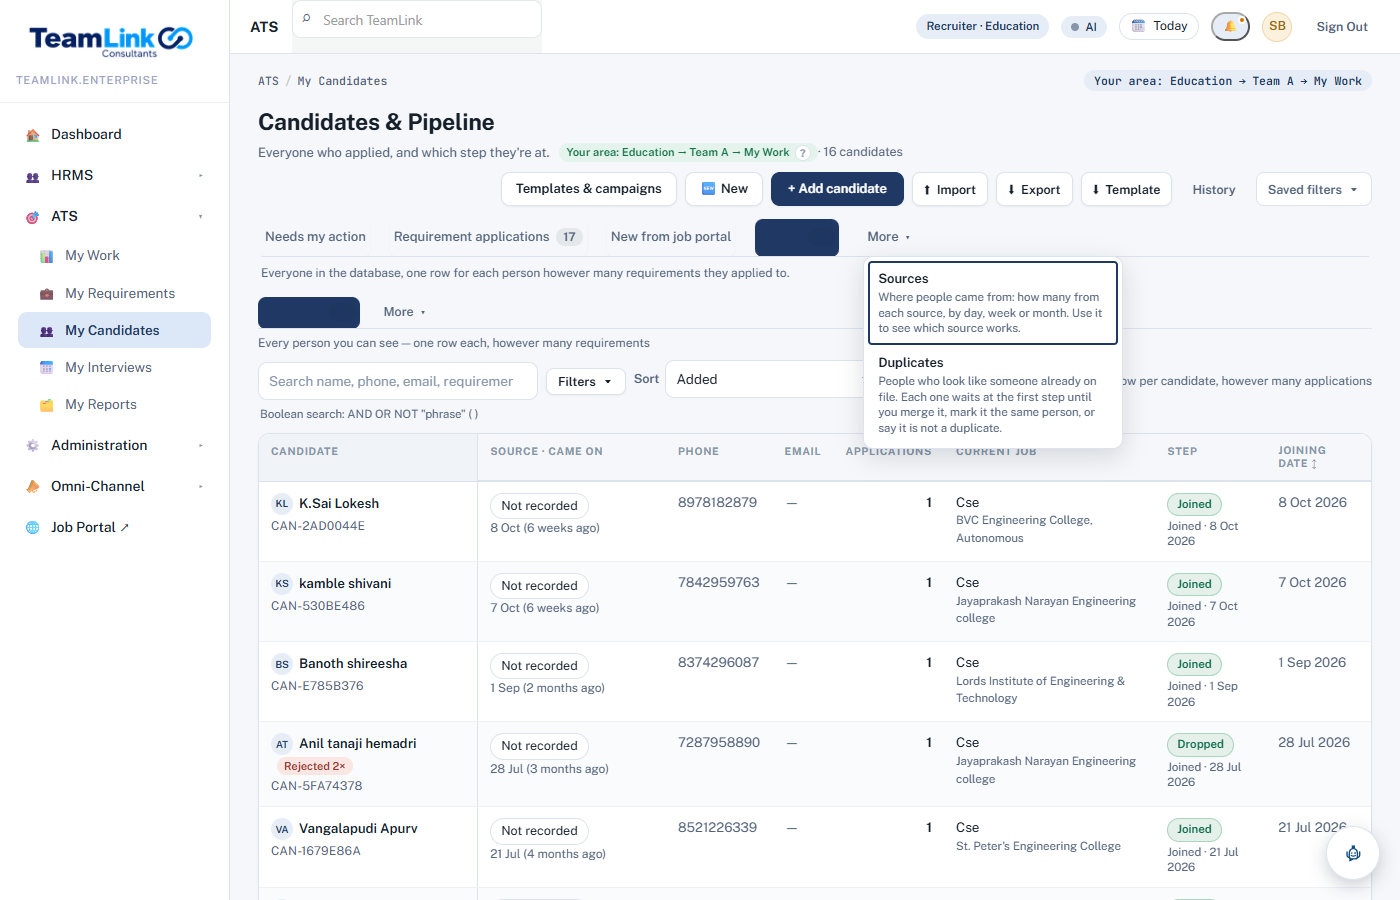 TeamLink
Consultants
TEAMLINK.ENTERPRISE
Dashboard
HRMS
ATS
My Work
My Requirements
My Candidates
My Interviews
My Reports
Administration
Omni-Channel
Job Portal ↗
ATS
Search TeamLink
Recruiter · Education
AI
Today
SB
Sign Out
ATS / My Candidates
Your area: Education → Team A → My Work
Candidates & Pipeline
Everyone who applied, and which step they're at. Your area: Education → Team A → My Work ? · 16 candidates
Templates & campaigns
New
+ Add candidate
⬆ Import
⬇ Export
⬇ Template
History
Saved filters
Needs my action
Requirement applications 17
New from job portal
More
Everyone in the database, one row for each person however many requirements they applied to.
Sources
Where people came from: how many from
each source, by day, week or month. Use it
to see which source works.
Duplicates
People who look like someone already on
file. Each one waits at the first step until
you merge it, mark it the same person, or
say it is not a duplicate.
More
Every person you can see — one row each, however many requirements
Search name, phone, email, requiremer
Filters
Sort
Added
ow per candidate, however many applications
Boolean search: AND OR NOT "phrase" ( )
CANDIDATE SOURCE · CAME ON PHONE EMAIL APPLICATIONS CURRENT JOB STEP JOINING DATE ↕
KL K.Sai Lokesh Not recorded 8978182879 — 1 Cse Joined 8 Oct 2026
CAN-2AD0044E 8 Oct (6 weeks ago) BVC Engineering College, Joined · 8 Oct
Autonomous 2026
KS kamble shivani Not recorded 7842959763 — 1 Cse Joined 7 Oct 2026
CAN-530BE486 7 Oct (6 weeks ago) Jayaprakash Narayan Engineering Joined · 7 Oct
college 2026
BS Banoth shireesha Not recorded 8374296087 — 1 Cse Joined 1 Sep 2026
CAN-E785B376 1 Sep (2 months ago) Lords Institute of Engineering & Joined · 1 Sep
Technology 2026
AT Anil tanaji hemadri Not recorded 7287958890 — 1 Cse Dropped 28 Jul 2026
Rejected 2× 28 Jul (3 months ago) Jayaprakash Narayan Engineering Joined · 28 Jul
CAN-5FA74378 college 2026
VA Vangalapudi Apurv Not recorded 8521226339 — 1 Cse Joined 21 Jul 2026
CAN-1679E86A 21 Jul (4 months ago) St. Peter's Engineering College Joined · 21 Jul
2026